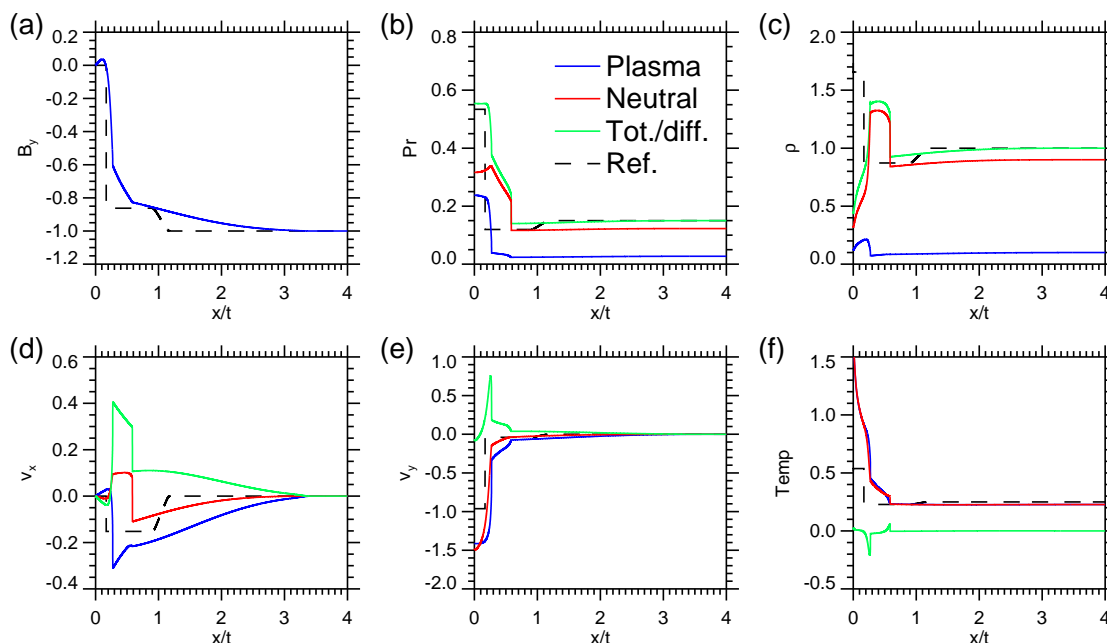 (a)
0.2
0.0
-0.2
-0.4
-0.6
-0.8
-1.0
-1.2
B_y
0 1 2 3 4
x/t
(b)
0.8
0.6
0.4
0.2
0.0
Pr
Plasma
Neutral
Tot./diff.
Ref.
0 1 2 3 4
x/t
(c)
2.0
1.5
1.0
0.5
0.0
ρ
0 1 2 3 4
x/t
(d)
0.6
0.4
0.2
0.0
-0.2
-0.4
v_x
0 1 2 3 4
x/t
(e)
1.0
0.5
0.0
-0.5
-1.0
-1.5
-2.0
v_y
0 1 2 3 4
x/t
(f)
1.5
1.0
0.5
0.0
-0.5
Temp
0 1 2 3 4
x/t